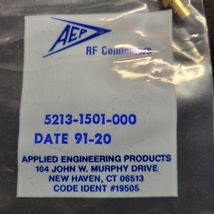 AEP
RF Connectors
5213-1501-000
DATE 91-20
APPLIED ENGINEERING PRODUCTS
104 JOHN W. MURPHY DRIVE
NEW HAVEN, CT 06513
CODE IDENT #19505